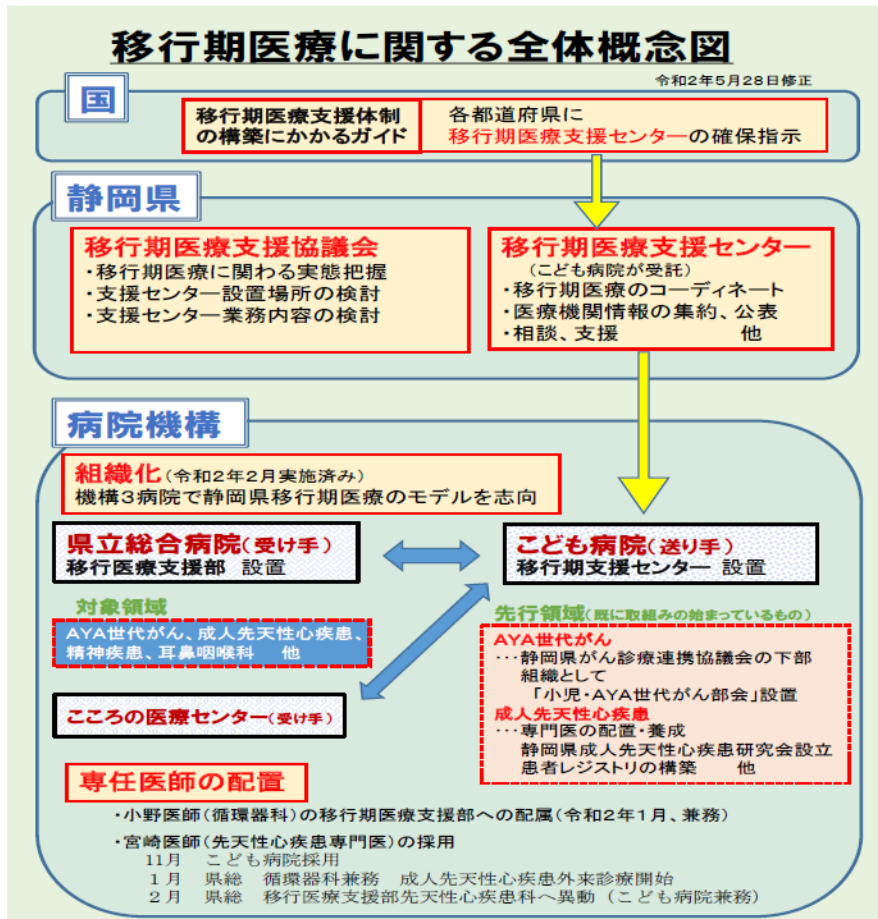 移行期医療に関する全体概念図
令和2年5月28日修正
国
移行期医療支援体制
の構築にかかるガイド
各都道府県に
移行期医療支援センターの確保指示
静岡県
移行期医療支援協議会
・移行期医療に関わる実態把握
・支援センター設置場所の検討
・支援センター業務内容の検討
移行期医療支援センター
(こども病院が受託)
・移行期医療のコーディネート
・医療機関情報の集約、公表
・相談、支援　　　　　他
病院機構
組織化(令和2年2月実施済み)
機構3病院で静岡県移行期医療のモデルを志向
県立総合病院(受け手)
移行医療支援部 設置
こども病院(送り手)
移行期支援センター 設置
対象領域
AYA世代がん、成人先天性心疾患、
精神疾患、耳鼻咽喉科　他
こころの医療センター(受け手)
先行領域(既に取組みの始まっているもの)
AYA世代がん
…静岡県がん診療連携協議会の下部
組織として
「小児・AYA世代がん部会」設置
成人先天性心疾患
…専門医の配置・養成
静岡県成人先天性心疾患研究会設立
患者レジストリの構築　　他
専任医師の配置
・小野医師(循環器科)の移行期医療支援部への配属(令和2年1月、兼務)
・宮崎医師(先天性心疾患専門医)の採用
11月　こども病院採用
1月　県総　循環器科兼務　成人先天性心疾患外来診療開始
2月　県総　移行医療支援部先天性心疾患科へ異動(こども病院兼務)